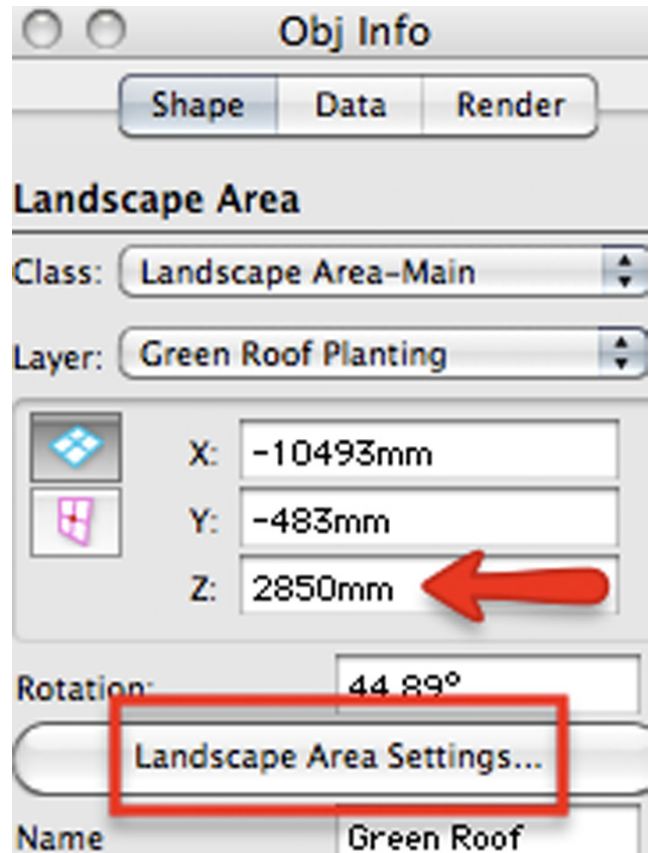 Obj Info
Shape Data Render
Landscape Area
Class: Landscape Area-Main
Layer: Green Roof Planting
X: -10493mm
Y: -483mm
Z: 2850mm
Rotation: 44.89°
Landscape Area Settings...
Name Green Roof